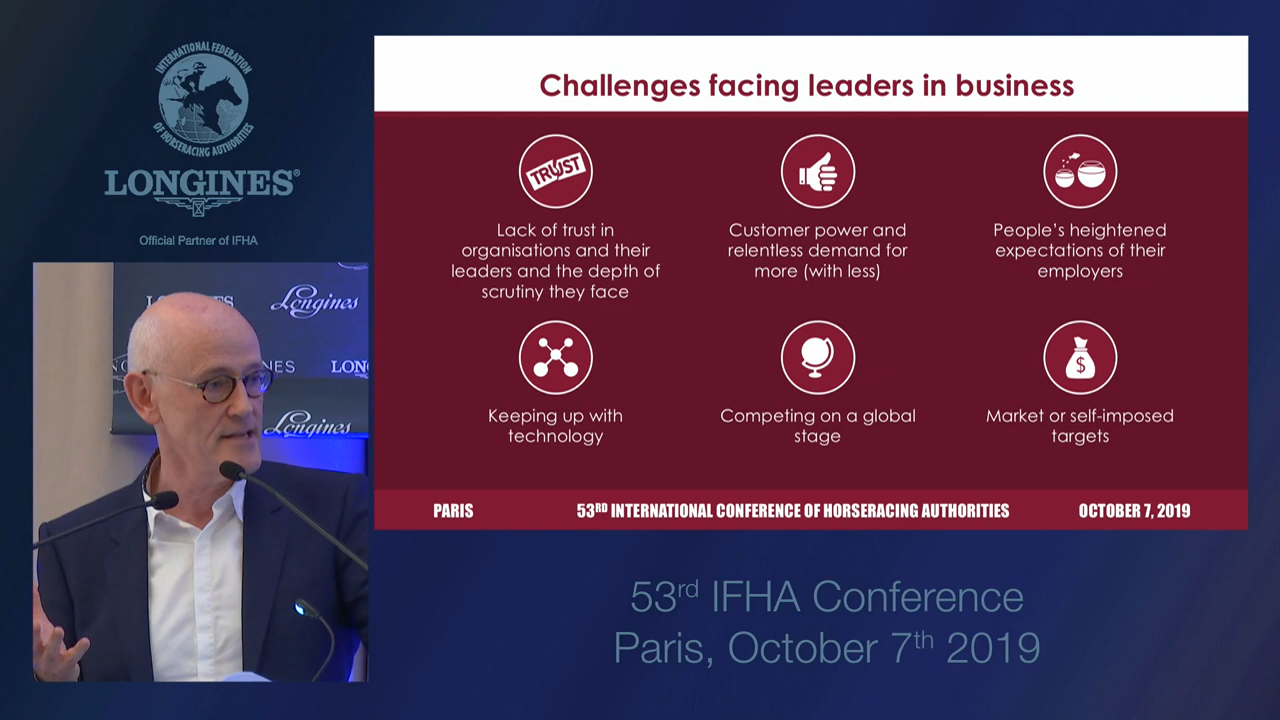 INTERNATIONAL FEDERATION
OF HORSERACING AUTHORITIES
LONGINES®
Official Partner of IFHA
Longines
NES
LON
Longines
Challenges facing leaders in business
TRUST
Lack of trust in
organisations and their
leaders and the depth of
scrutiny they face
Customer power and
relentless demand for
more (with less)
People's heightened
expectations of their
employers
Keeping up with
technology
Competing on a global
stage
$
Market or self-imposed
targets
PARIS
53RD INTERNATIONAL CONFERENCE OF HORSERACING AUTHORITIES
OCTOBER 7, 2019
53rd IFHA Conference
Paris, October 7th 2019